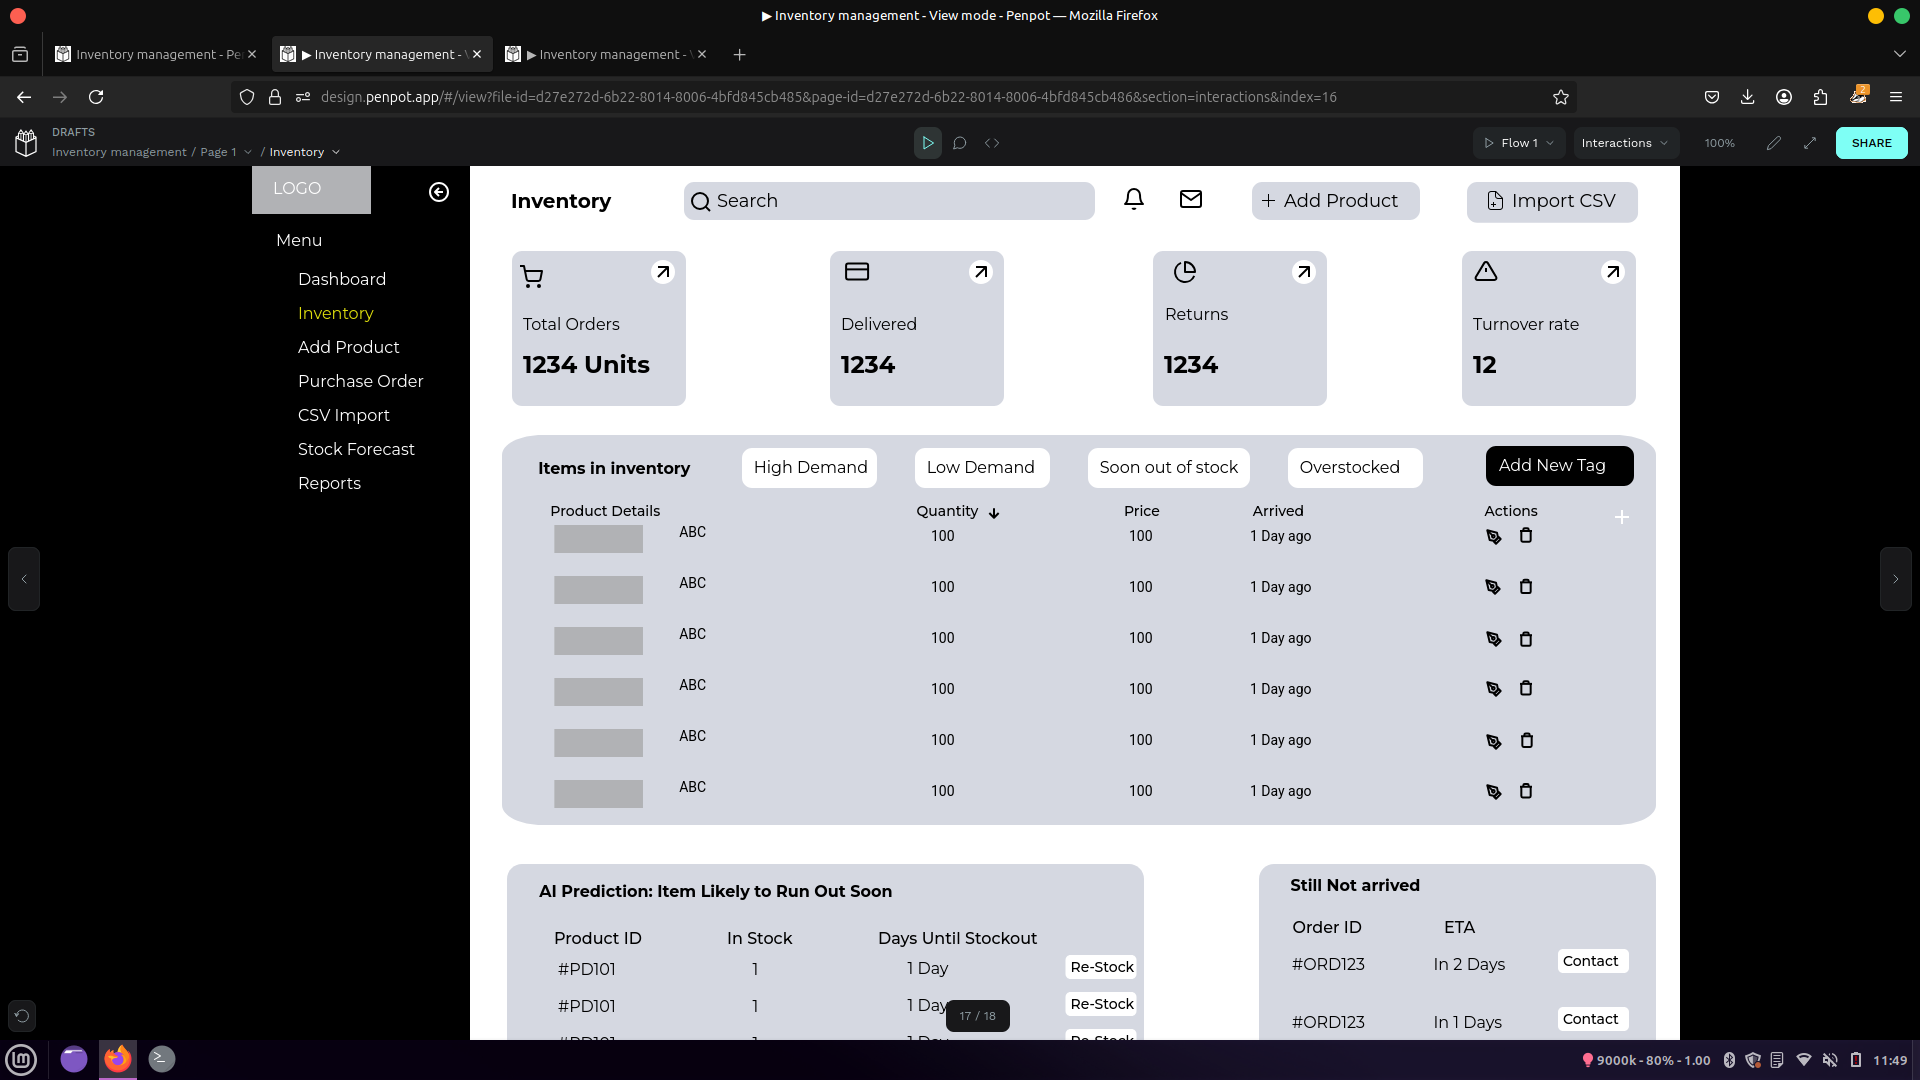 ▶ Inventory management - View mode - Penpot — Mozilla Firefox
Inventory management - Pe
▶ Inventory management -
▶ Inventory management -
design.penpot.app/#/view?file-id=d27e272d-6b22-8014-8006-4bfd845cb485&page-id=d27e272d-6b22-8014-8006-4bfd845cb486&section=interactions&index=16
2
DRAFTS
Inventory management / Page 1 / Inventory
Flow 1
Interactions
100%
SHARE
LOGO
Menu
Dashboard
Inventory
Add Product
Purchase Order
CSV Import
Stock Forecast
Reports
Inventory
Search
+ Add Product
Import CSV
Total Orders
1234 Units
Delivered
1234
Returns
1234
Turnover rate
12
Items in inventory
High Demand
Low Demand
Soon out of stock
Overstocked
Add New Tag
Product Details Quantity Price Arrived Actions
ABC 100 100 1 Day ago
ABC 100 100 1 Day ago
ABC 100 100 1 Day ago
ABC 100 100 1 Day ago
ABC 100 100 1 Day ago
ABC 100 100 1 Day ago
AI Prediction: Item Likely to Run Out Soon
Product ID In Stock Days Until Stockout
#PD101 1 1 Day Re-Stock
#PD101 1 1 Day Re-Stock
Still Not arrived
Order ID ETA
#ORD123 In 2 Days Contact
#ORD123 In 1 Days Contact
17 / 18
9000k - 80% - 1.00
11:49